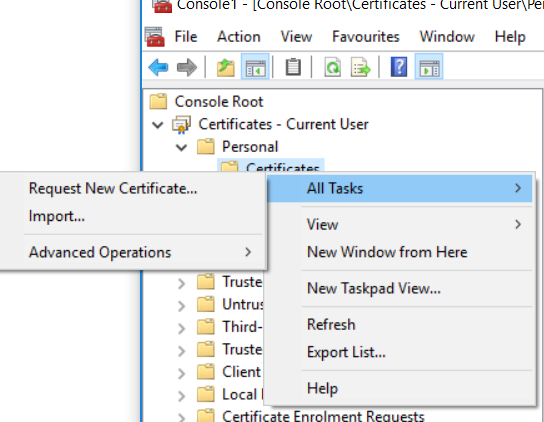 Console1 - [Console Root\Certificates - Current User\Per
File Action View Favourites Window Help
Console Root
Certificates - Current User
Personal
Certificates
Request New Certificate...
Import...
Advanced Operations
All Tasks
View
New Window from Here
New Taskpad View...
Refresh
Export List...
Help
Truste
Untrus
Third-
Truste
Client
Local
Certificate Enrolment Requests